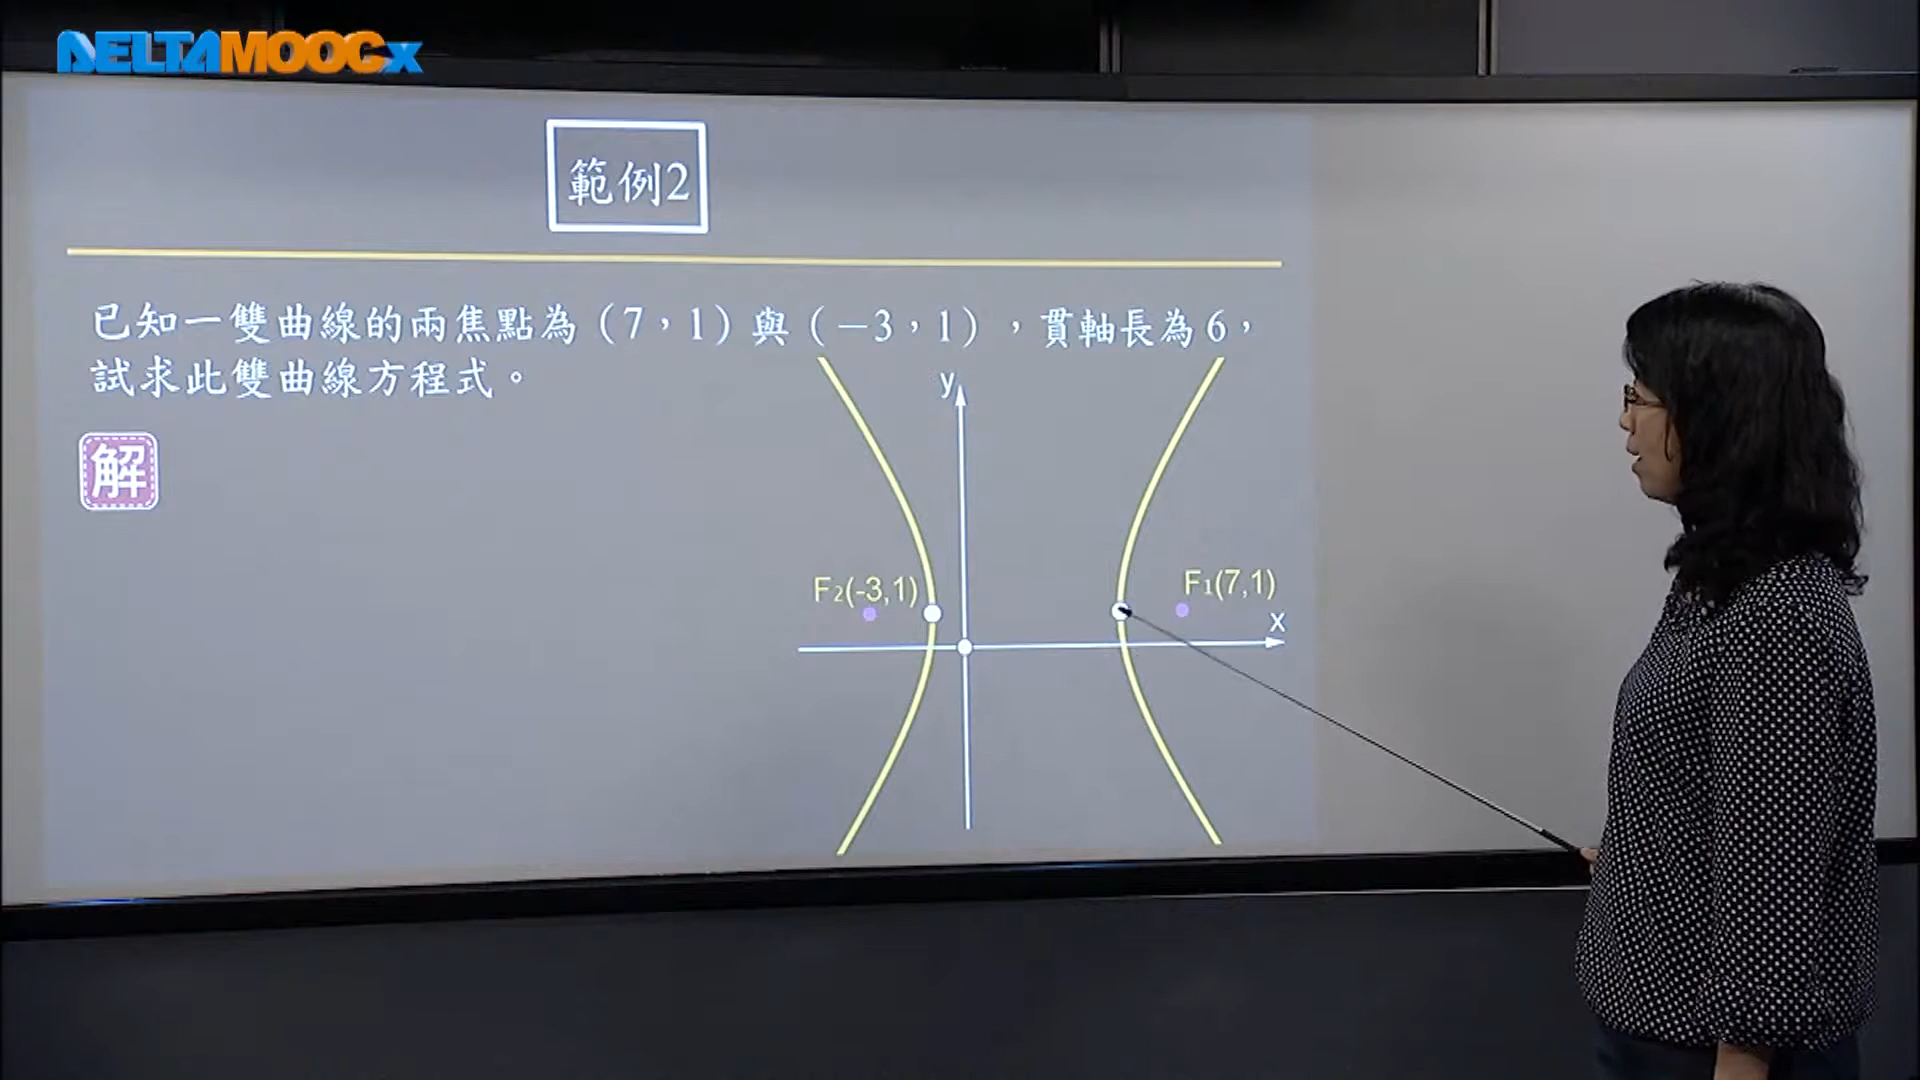 DELTAMOOCx
範例2
已知一雙曲線的兩焦點為（7，1）與（－3，1），貫軸長為6，
試求此雙曲線方程式。
解
y
F₂(-3,1)
F₁(7,1)
x